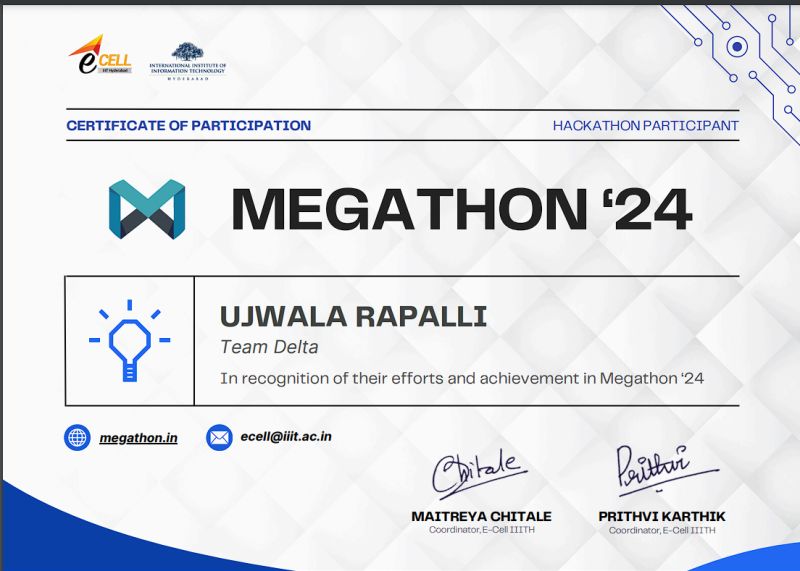 eCELL
IIIT Hyderabad
INTERNATIONAL INSTITUTE OF
INFORMATION TECHNOLOGY
HYDERABAD
CERTIFICATE OF PARTICIPATION
HACKATHON PARTICIPANT
MEGATHON ‘24
UJWALA RAPALLI
Team Delta
In recognition of their efforts and achievement in Megathon ‘24
megathon.in
ecell@iiit.ac.in
Chitale
Prithvi
MAITREYA CHITALE
Coordinator, E-Cell IIITH
PRITHVI KARTHIK
Coordinator, E-Cell IIITH